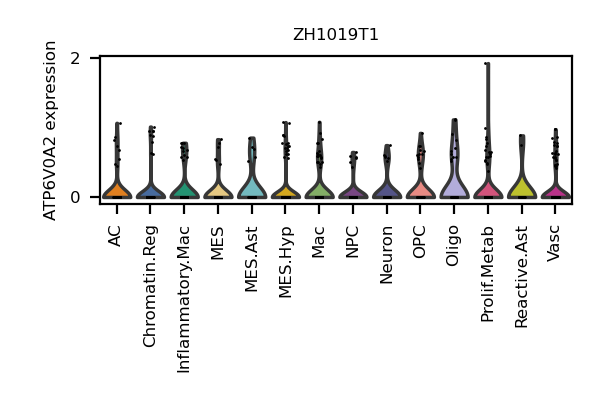 ZH1019T1
ATP6V0A2 expression
2
0
AC
Chromatin.Reg
Inflammatory.Mac
MES
MES.Ast
MES.Hyp
Mac
NPC
Neuron
OPC
Oligo
Prolif.Metab
Reactive.Ast
Vasc